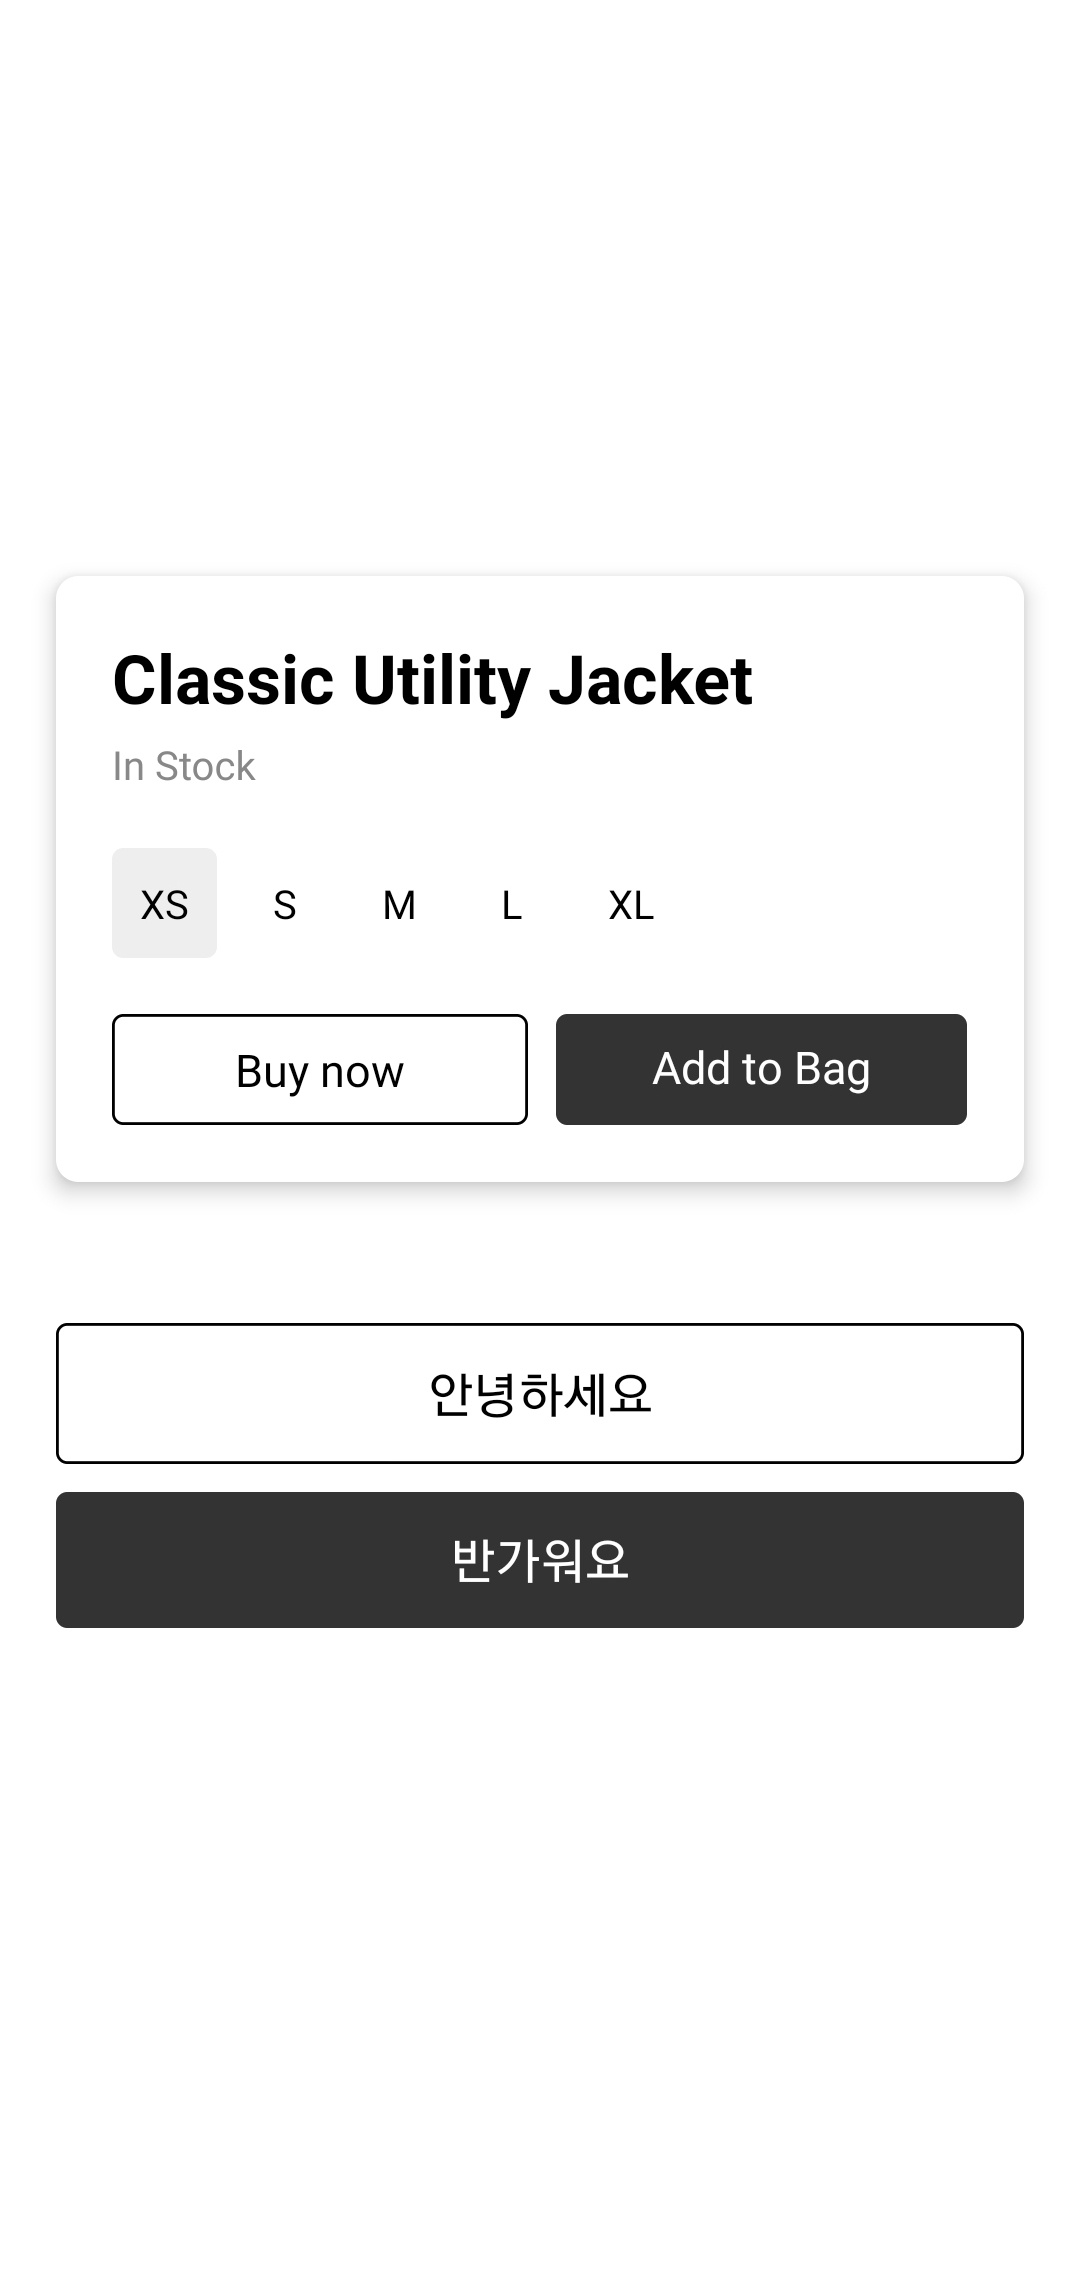 Classic Utility Jacket
In Stock
XS S M L XL
Buy now Add to Bag
안녕하세요
반가워요